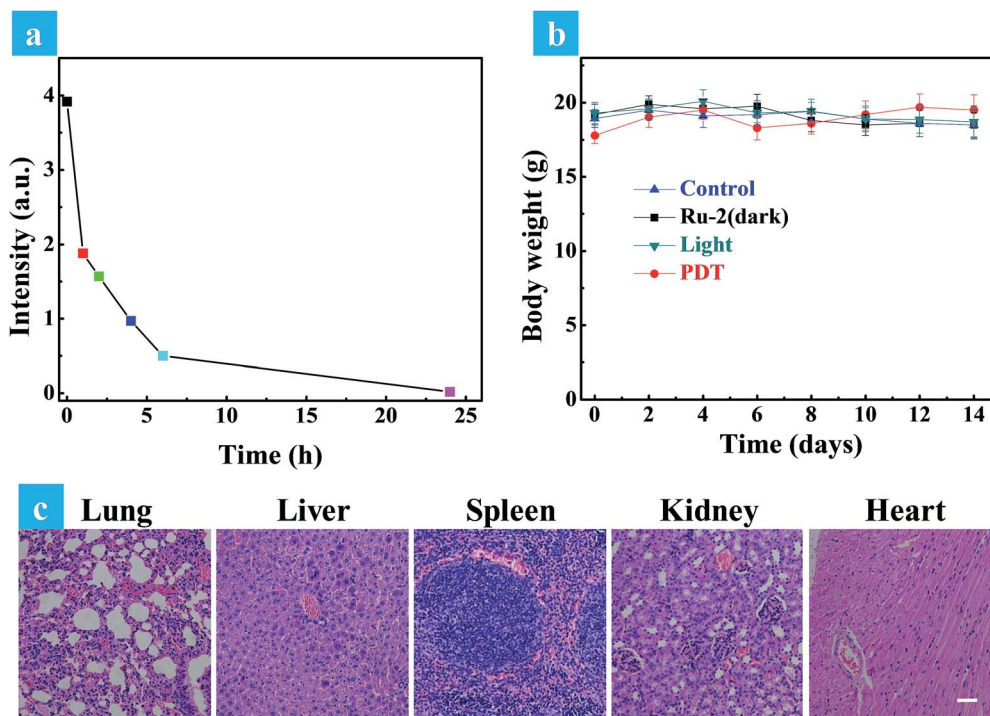 a
Intensity (a.u.)
4
3
2
1
0
0 5 10 15 20 25
Time (h)
b
Body weight (g)
20
15
10
5
0
Control
Ru-2(dark)
Light
PDT
0 2 4 6 8 10 12 14
Time (days)
c
Lung Liver Spleen Kidney Heart